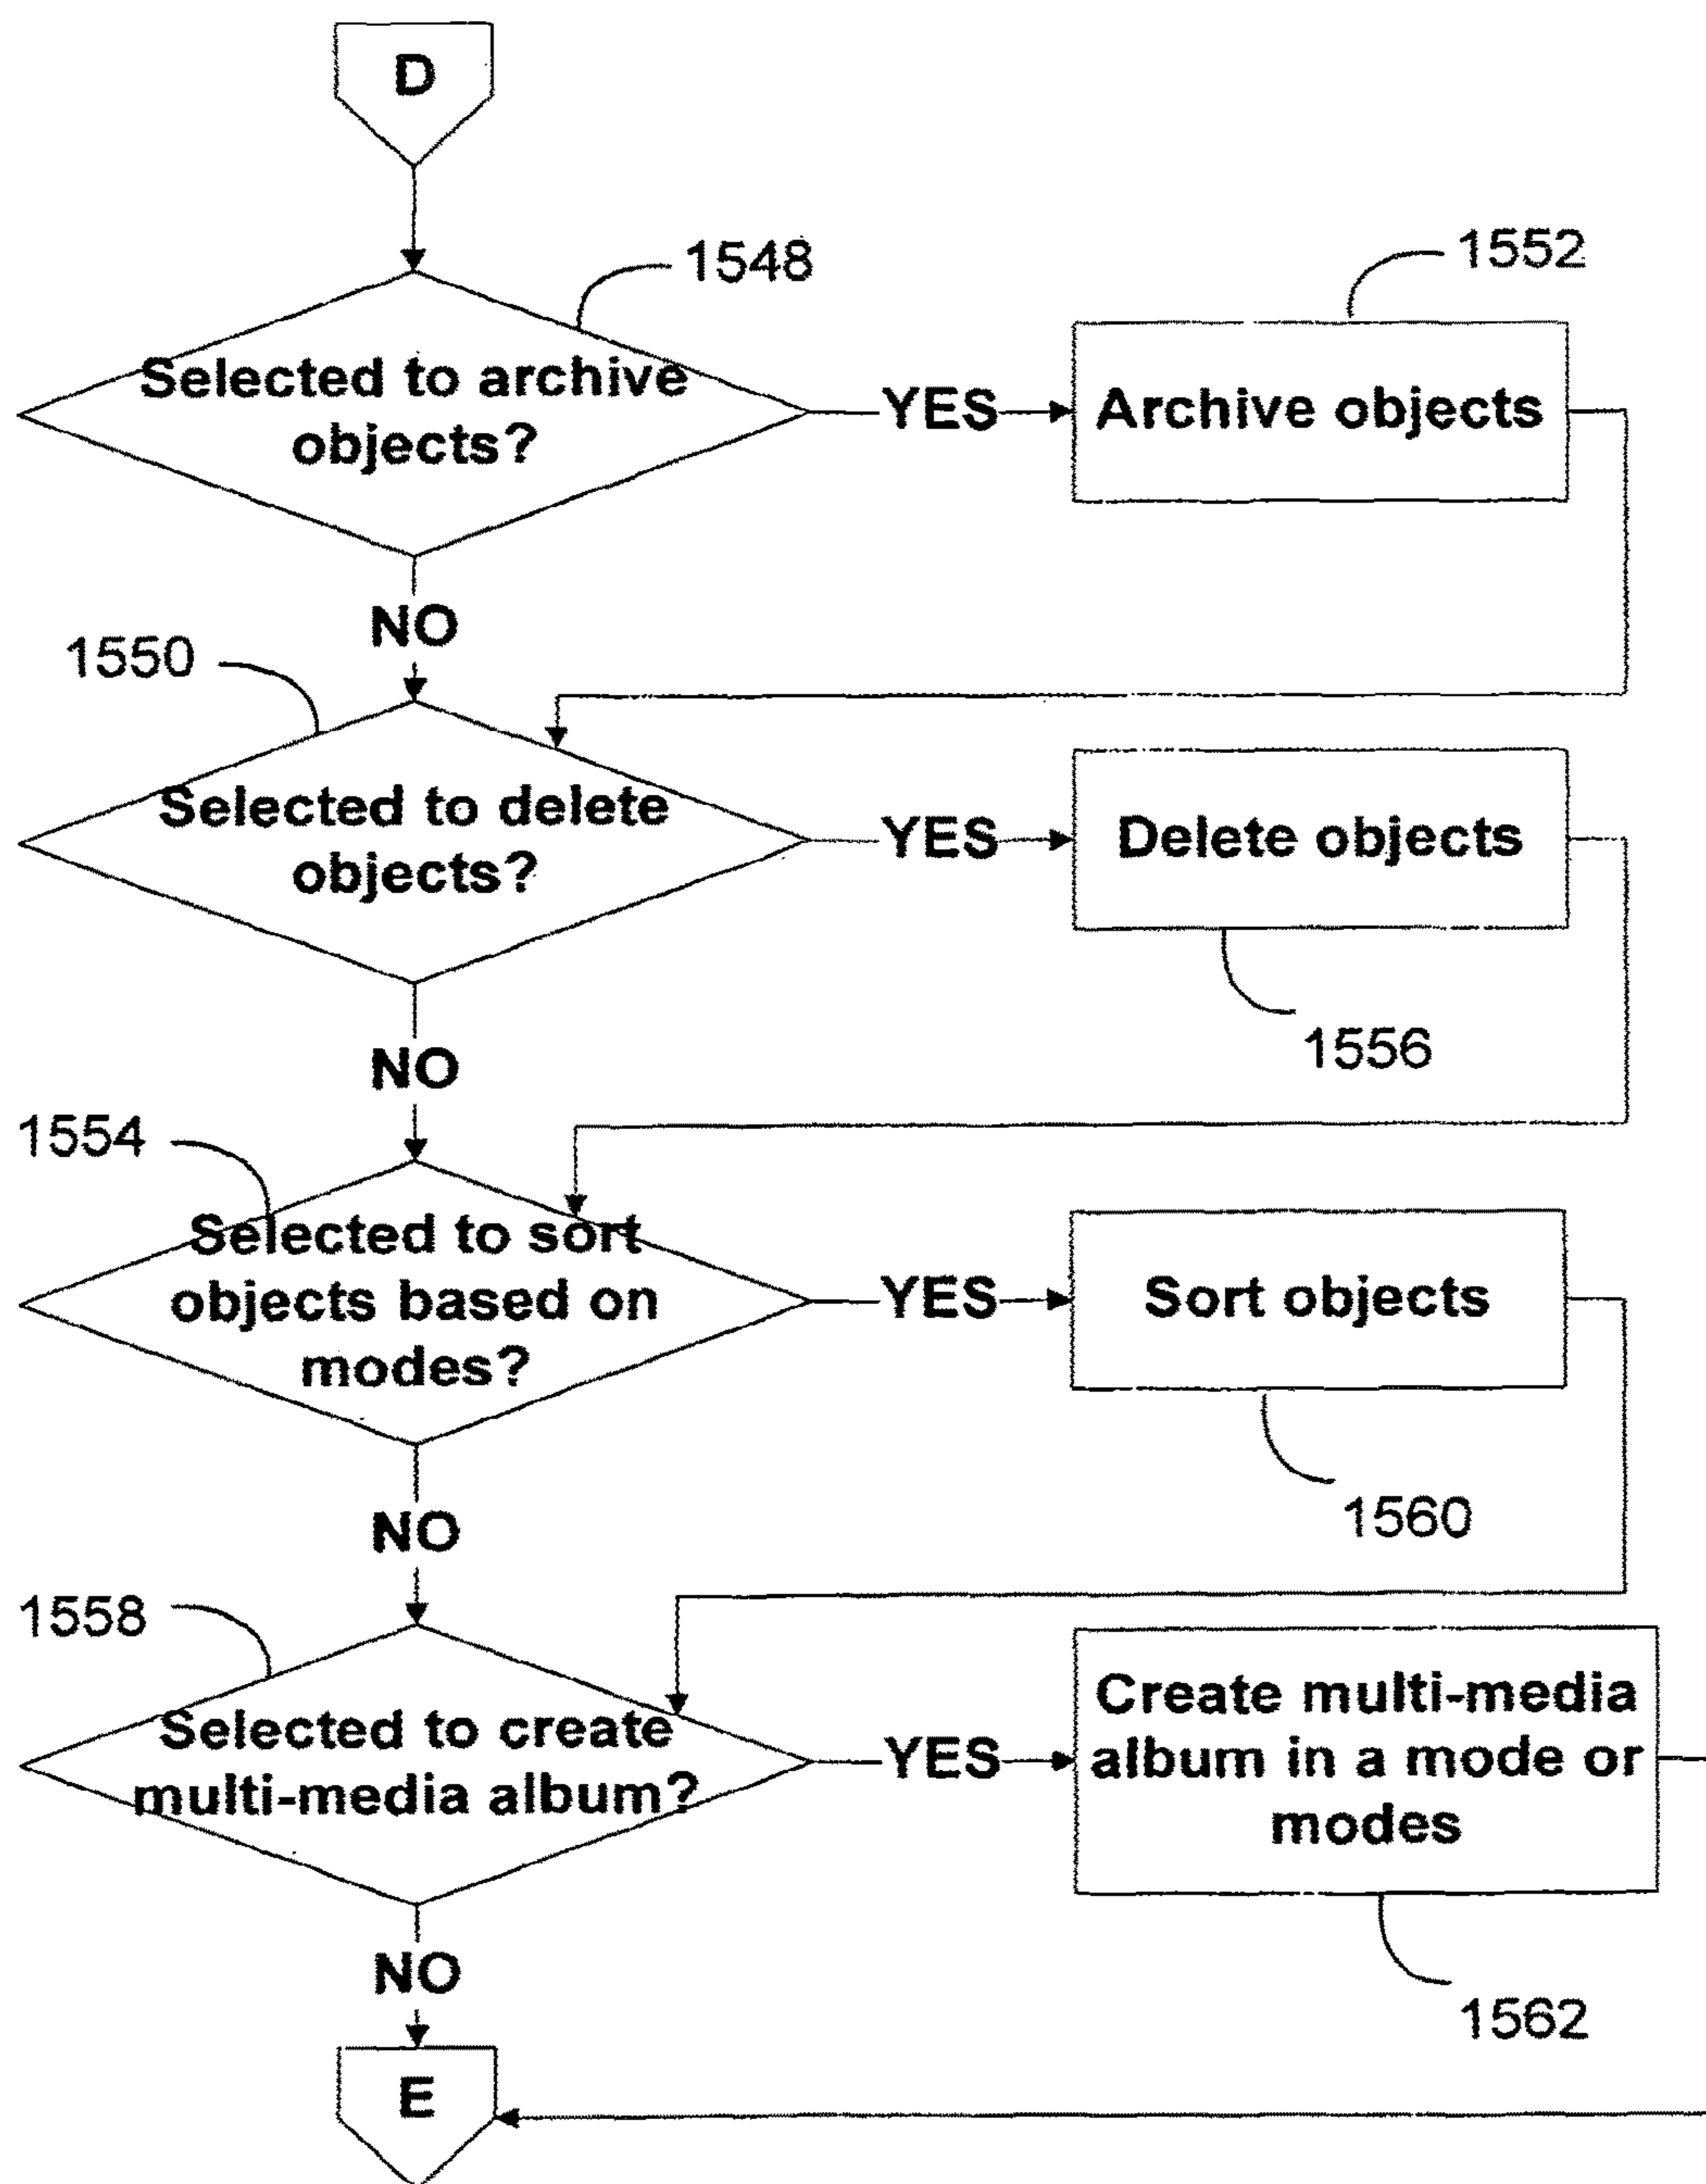 D
1548
1552
Selected to archive
objects?
YES
Archive objects
NO
1550
Selected to delete
objects?
YES
Delete objects
1556
NO
1554
Selected to sort
objects based on
modes?
YES
Sort objects
1560
NO
1558
Selected to create
multi-media album?
YES
Create multi-media
album in a mode or
modes
NO
1562
E